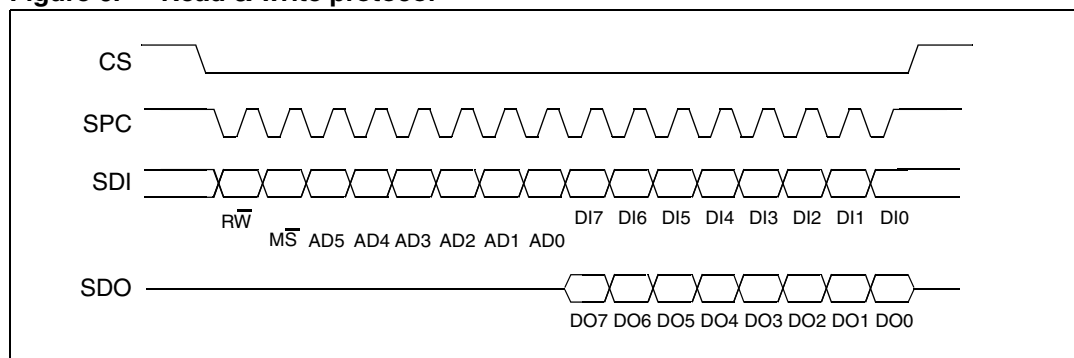 Figure 6. Read & write protocol
CS
SPC
SDI
RW̅ DI7 DI6 DI5 DI4 DI3 DI2 DI1 DI0
MS̅ AD5 AD4 AD3 AD2 AD1 AD0
SDO
DO7 DO6 DO5 DO4 DO3 DO2 DO1 DO0